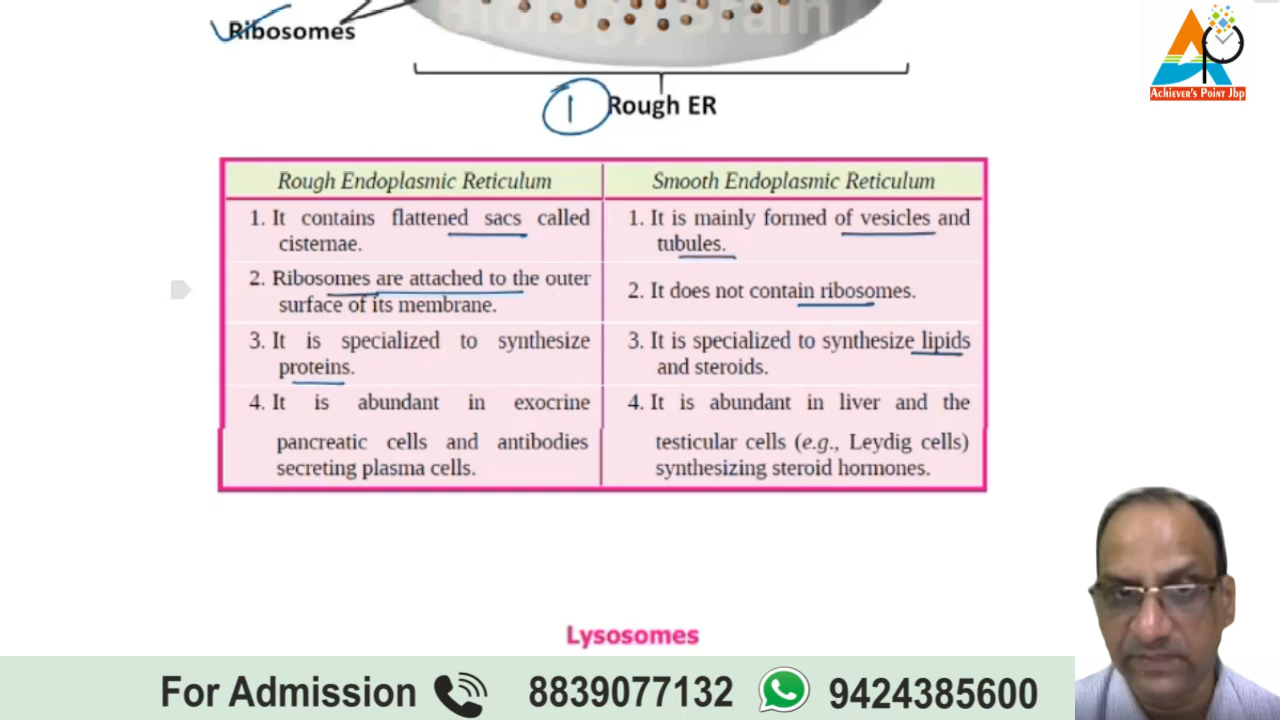 Biology Brain
Ribosomes
1
Rough ER
ACHIEVER'S POINT JBP
Rough Endoplasmic Reticulum
1. It contains flattened sacs called
cisternae.
2. Ribosomes are attached to the outer
surface of its membrane.
3. It is specialized to synthesize
proteins.
4. It is abundant in exocrine
pancreatic cells and antibodies
secreting plasma cells.
Smooth Endoplasmic Reticulum
1. It is mainly formed of vesicles and
tubules.
2. It does not contain ribosomes.
3. It is specialized to synthesize lipids
and steroids.
4. It is abundant in liver and the
testicular cells (e.g., Leydig cells)
synthesizing steroid hormones.
Lysosomes
For Admission 8839077132 9424385600